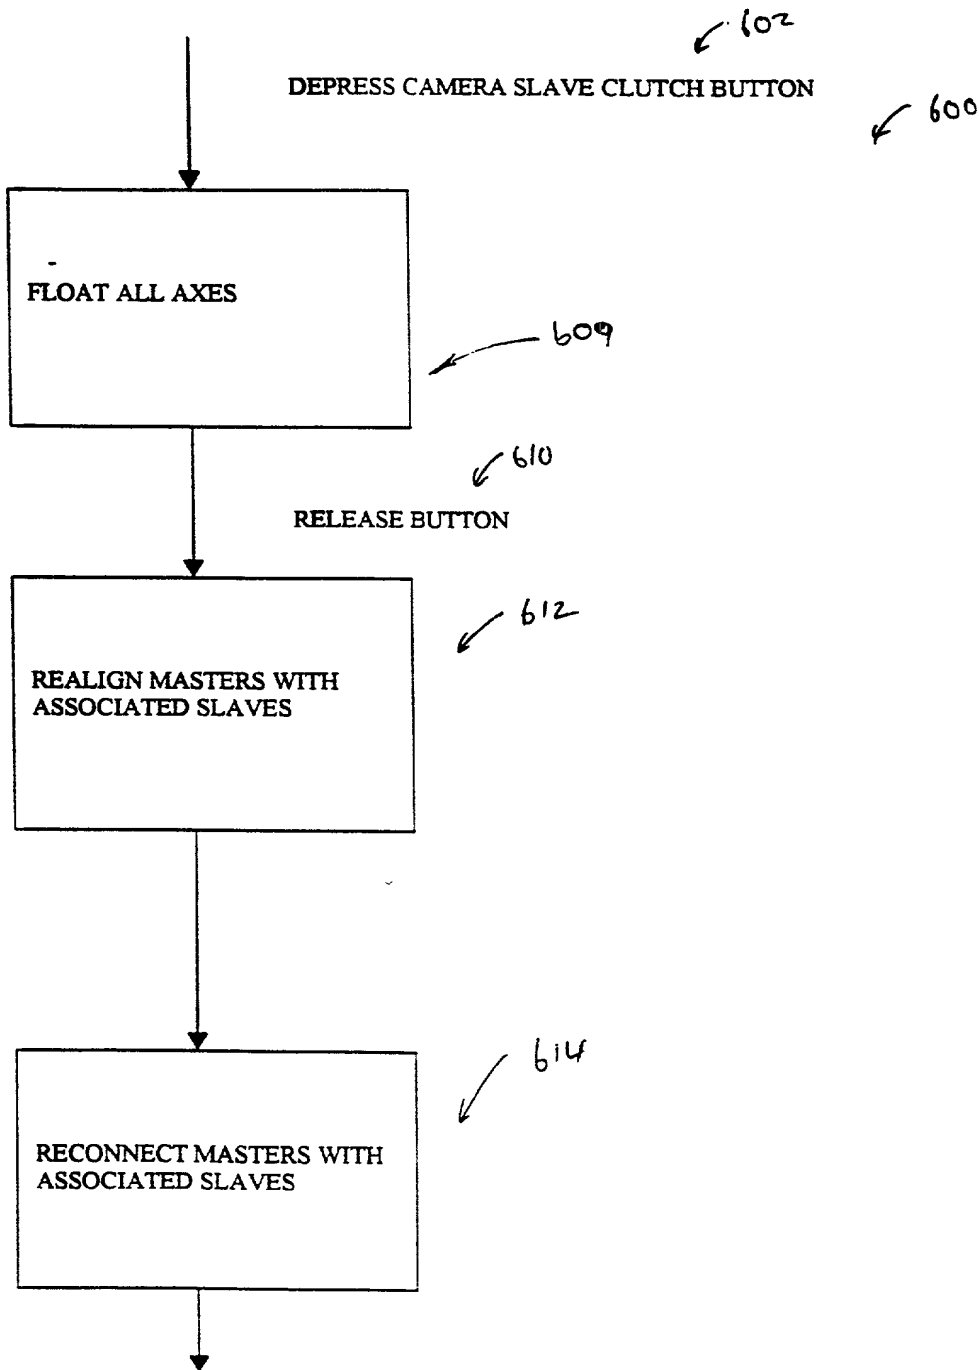 602
DEPRESS CAMERA SLAVE CLUTCH BUTTON
600
FLOAT ALL AXES
609
610
RELEASE BUTTON
612
REALIGN MASTERS WITH
ASSOCIATED SLAVES
614
RECONNECT MASTERS WITH
ASSOCIATED SLAVES